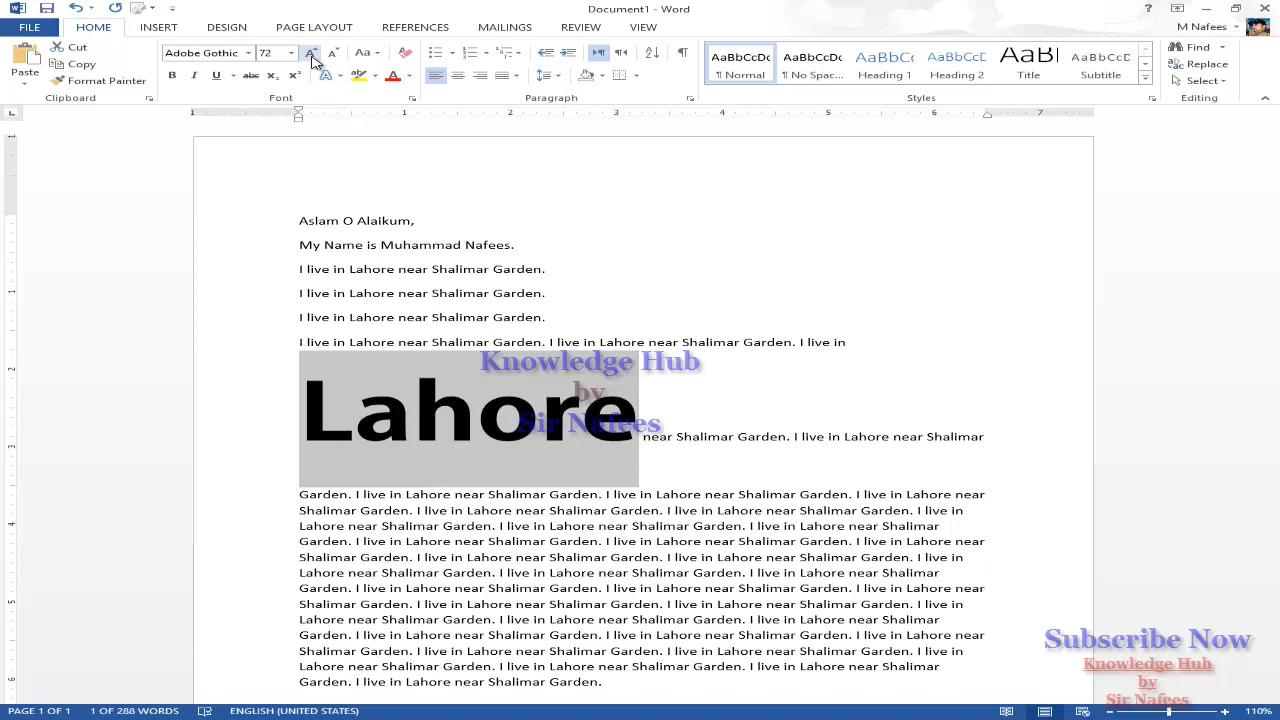 Document1 - Word
FILE HOME INSERT DESIGN PAGE LAYOUT REFERENCES MAILINGS REVIEW VIEW M Nafees
Cut
Copy
Format Painter
Paste
Clipboard
Adobe Gothic 72
Font
Paragraph
AaBbCcDc AaBbCcDc AaBbCc AaBbCcDc AaBl AaBbCcDc
¶ Normal ¶ No Spac... Heading 1 Heading 2 Title Subtitle
Styles
Find
Replace
Select
Editing
1 1 2 3 4 5 6 7
Aslam O Alaikum,
My Name is Muhammad Nafees.
I live in Lahore near Shalimar Garden.
I live in Lahore near Shalimar Garden.
I live in Lahore near Shalimar Garden.
I live in Lahore near Shalimar Garden. I live in Lahore near Shalimar Garden. I live in
Lahore near Shalimar Garden. I live in Lahore near Shalimar
Knowledge Hub
by
Sir Nafees
Garden. I live in Lahore near Shalimar Garden. I live in Lahore near Shalimar Garden. I live in Lahore near
Shalimar Garden. I live in Lahore near Shalimar Garden. I live in Lahore near Shalimar Garden. I live in
Lahore near Shalimar Garden. I live in Lahore near Shalimar Garden. I live in Lahore near Shalimar
Garden. I live in Lahore near Shalimar Garden. I live in Lahore near Shalimar Garden. I live in Lahore near
Shalimar Garden. I live in Lahore near Shalimar Garden. I live in Lahore near Shalimar Garden. I live in
Lahore near Shalimar Garden. I live in Lahore near Shalimar Garden. I live in Lahore near Shalimar
Garden. I live in Lahore near Shalimar Garden. I live in Lahore near Shalimar Garden. I live in Lahore near
Shalimar Garden. I live in Lahore near Shalimar Garden. I live in Lahore near Shalimar Garden. I live in
Lahore near Shalimar Garden. I live in Lahore near Shalimar Garden. I live in Lahore near Shalimar
Garden. I live in Lahore near Shalimar Garden. I live in Lahore near Shalimar Garden. I live in Lahore near
Shalimar Garden. I live in Lahore near Shalimar Garden. I live in Lahore near Shalimar Garden. I live in
Lahore near Shalimar Garden. I live in Lahore near Shalimar Garden. I live in Lahore near Shalimar
Garden. I live in Lahore near Shalimar Garden.
Subscribe Now
Knowledge Hub
by
Sir Nafees
PAGE 1 OF 1 1 OF 288 WORDS ENGLISH (UNITED STATES) 110%